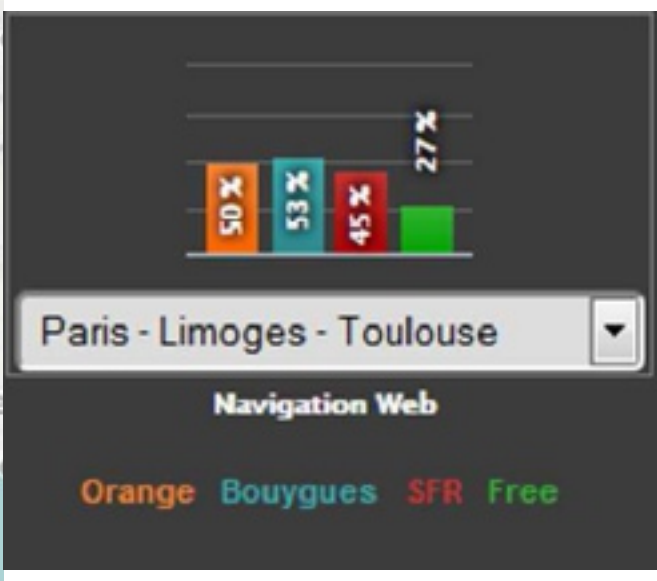 50 %
53 %
45 %
27 %
Paris - Limoges - Toulouse
Navigation Web
Orange Bouygues SFR Free